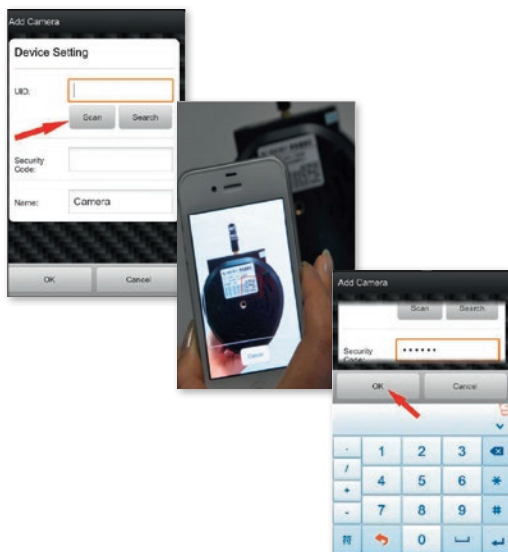 Add Camera
Device Setting
UID:
Scan Search
Security
Code:
Name: Camera
OK Cancel
Cancel
Add Camera
Scan Search
Security
Code:
••••••
OK Cancel
. 1 2 3
/
4 5 6 *
+
- 7 8 9 #
符 0